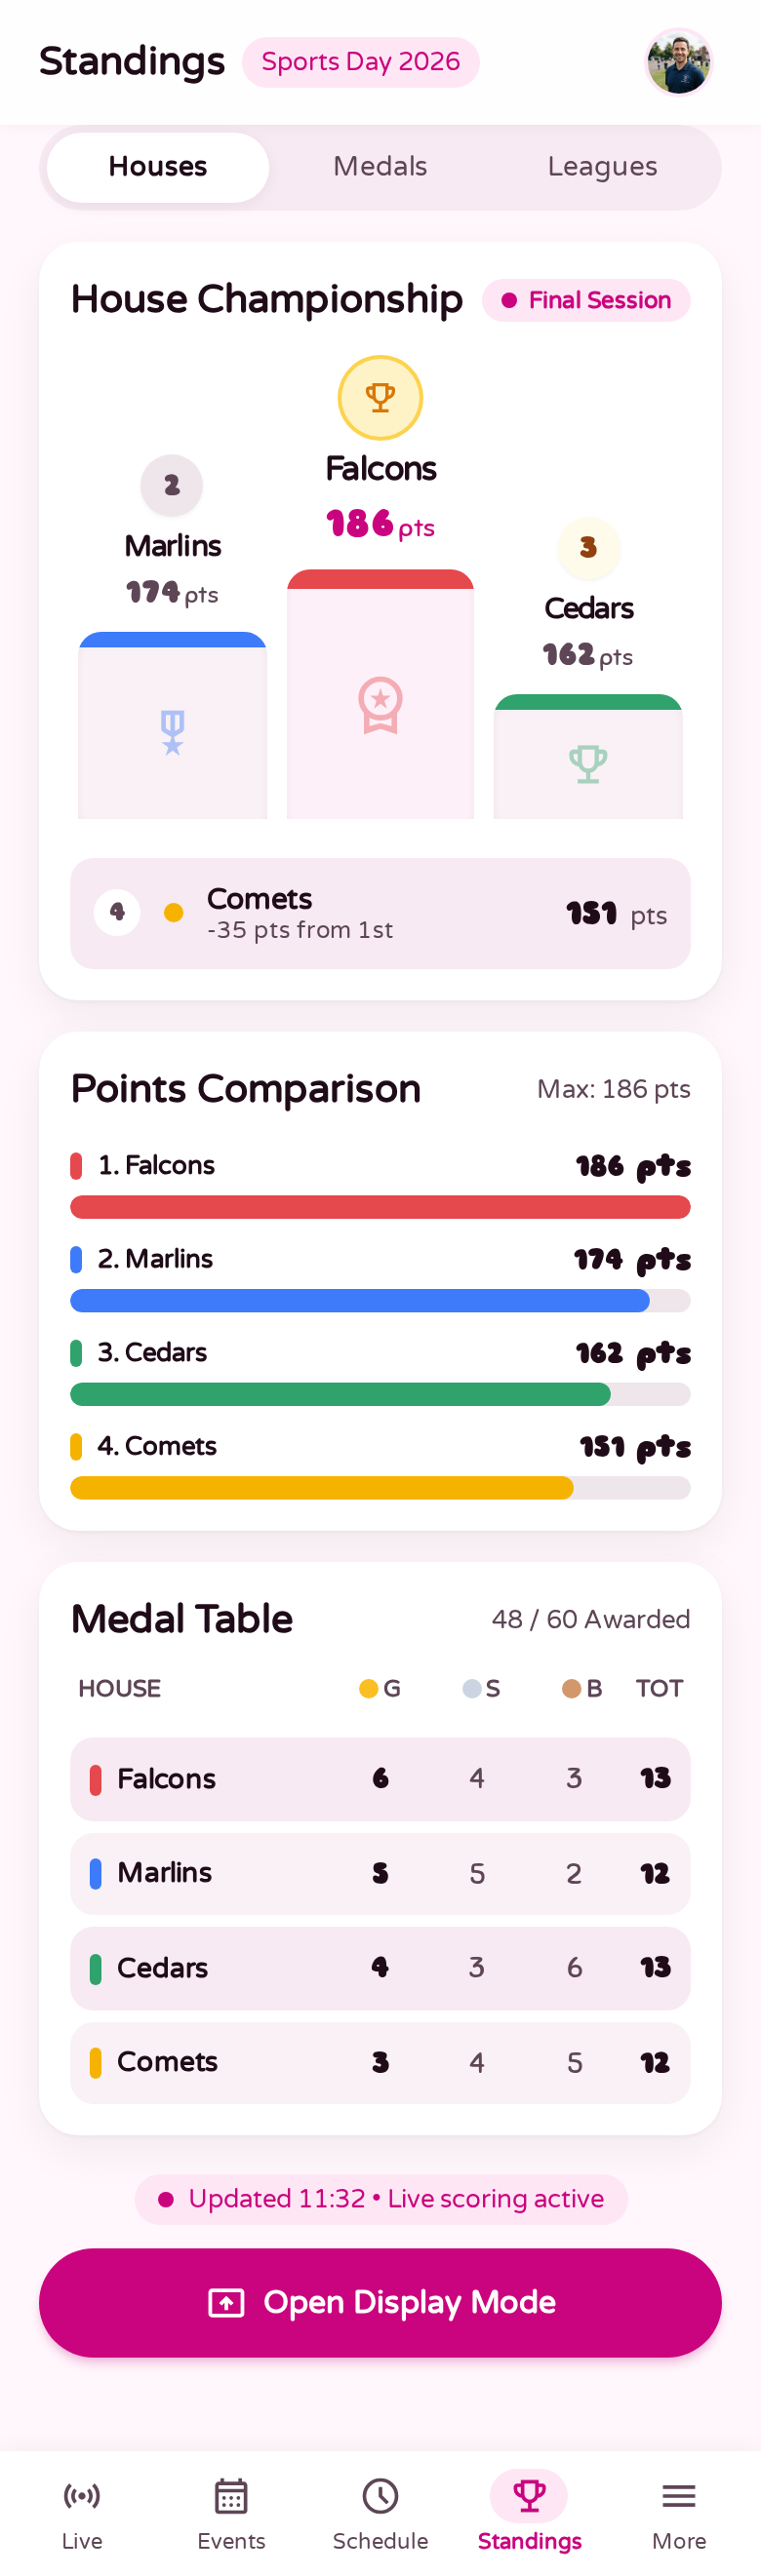 Standings
Sports Day 2026
Houses
Medals
Leagues
House Championship
Final Session
Falcons
186 pts
2
Marlins
174 pts
3
Cedars
162 pts
4
Comets
-35 pts from 1st
151 pts
Points Comparison
Max: 186 pts
1. Falcons
186 pts
2. Marlins
174 pts
3. Cedars
162 pts
4. Comets
151 pts
Medal Table
48 / 60 Awarded
HOUSE G S B TOT
Falcons 6 4 3 13
Marlins 5 5 2 12
Cedars 4 3 6 13
Comets 3 4 5 12
Updated 11:32 • Live scoring active
Open Display Mode
Live
Events
Schedule
Standings
More